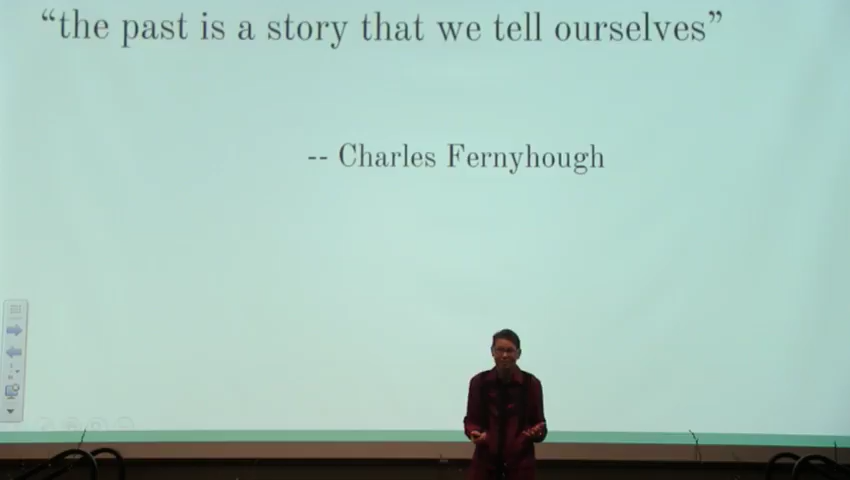 “the past is a story that we tell ourselves”
-- Charles Fernyhough